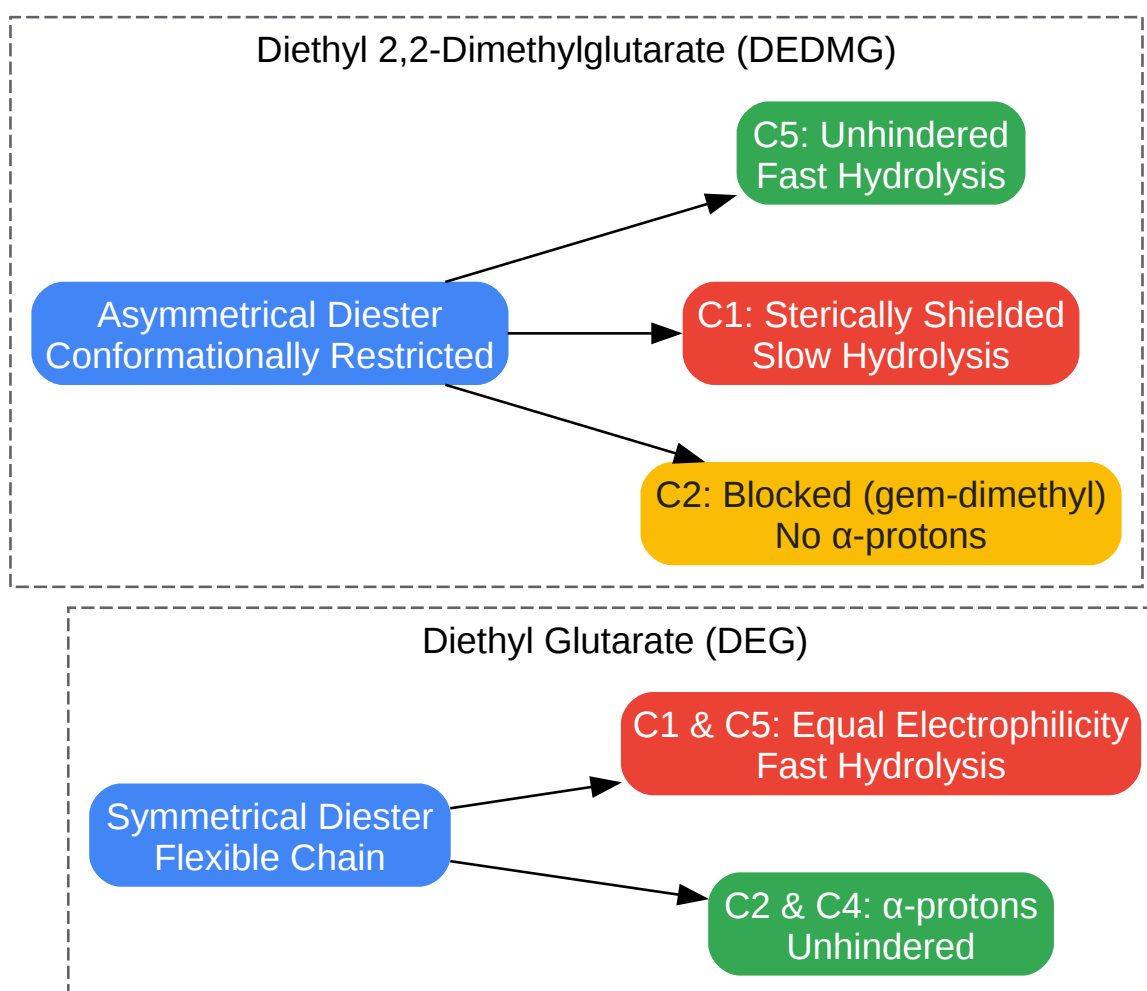 Diethyl 2,2-Dimethylglutarate (DEDMG)
C5: Unhindered
Fast Hydrolysis
Asymmetrical Diester
Conformationally Restricted
C1: Sterically Shielded
Slow Hydrolysis
C2: Blocked (gem-dimethyl)
No α-protons
Diethyl Glutarate (DEG)
C1 & C5: Equal Electrophilicity
Fast Hydrolysis
Symmetrical Diester
Flexible Chain
C2 & C4: α-protons
Unhindered